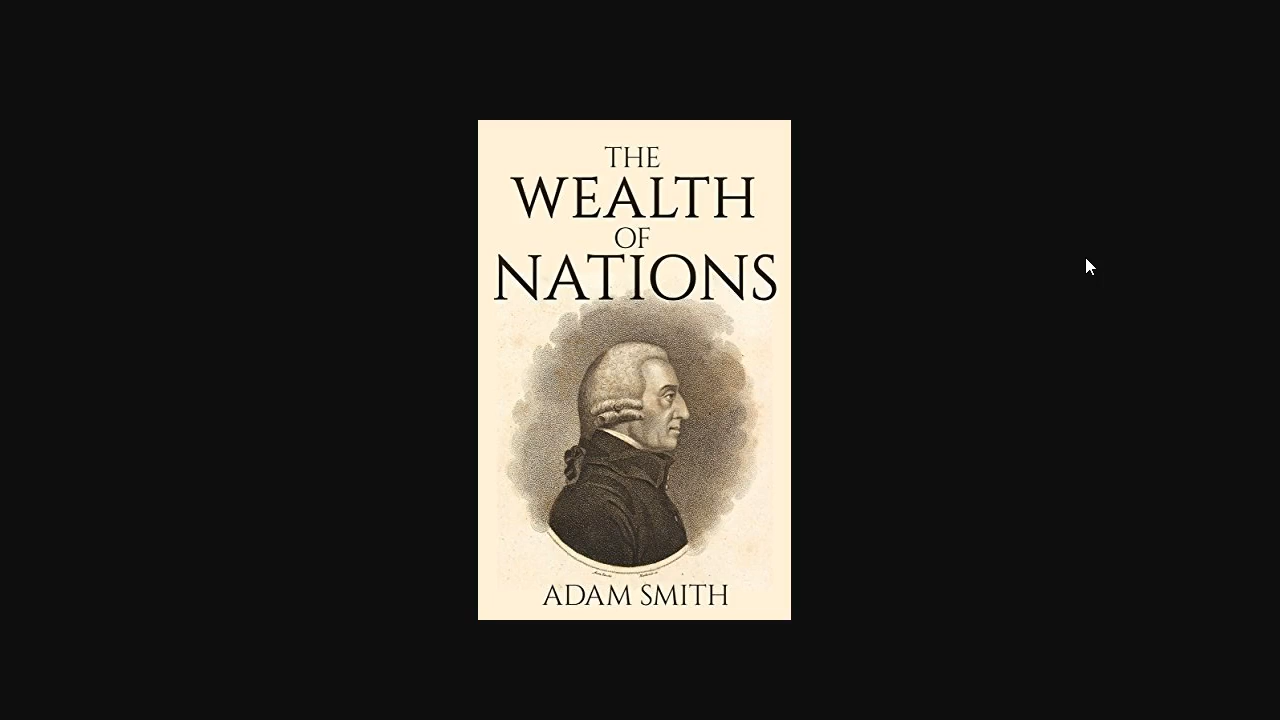 THE
WEALTH
OF
NATIONS
ADAM SMITH